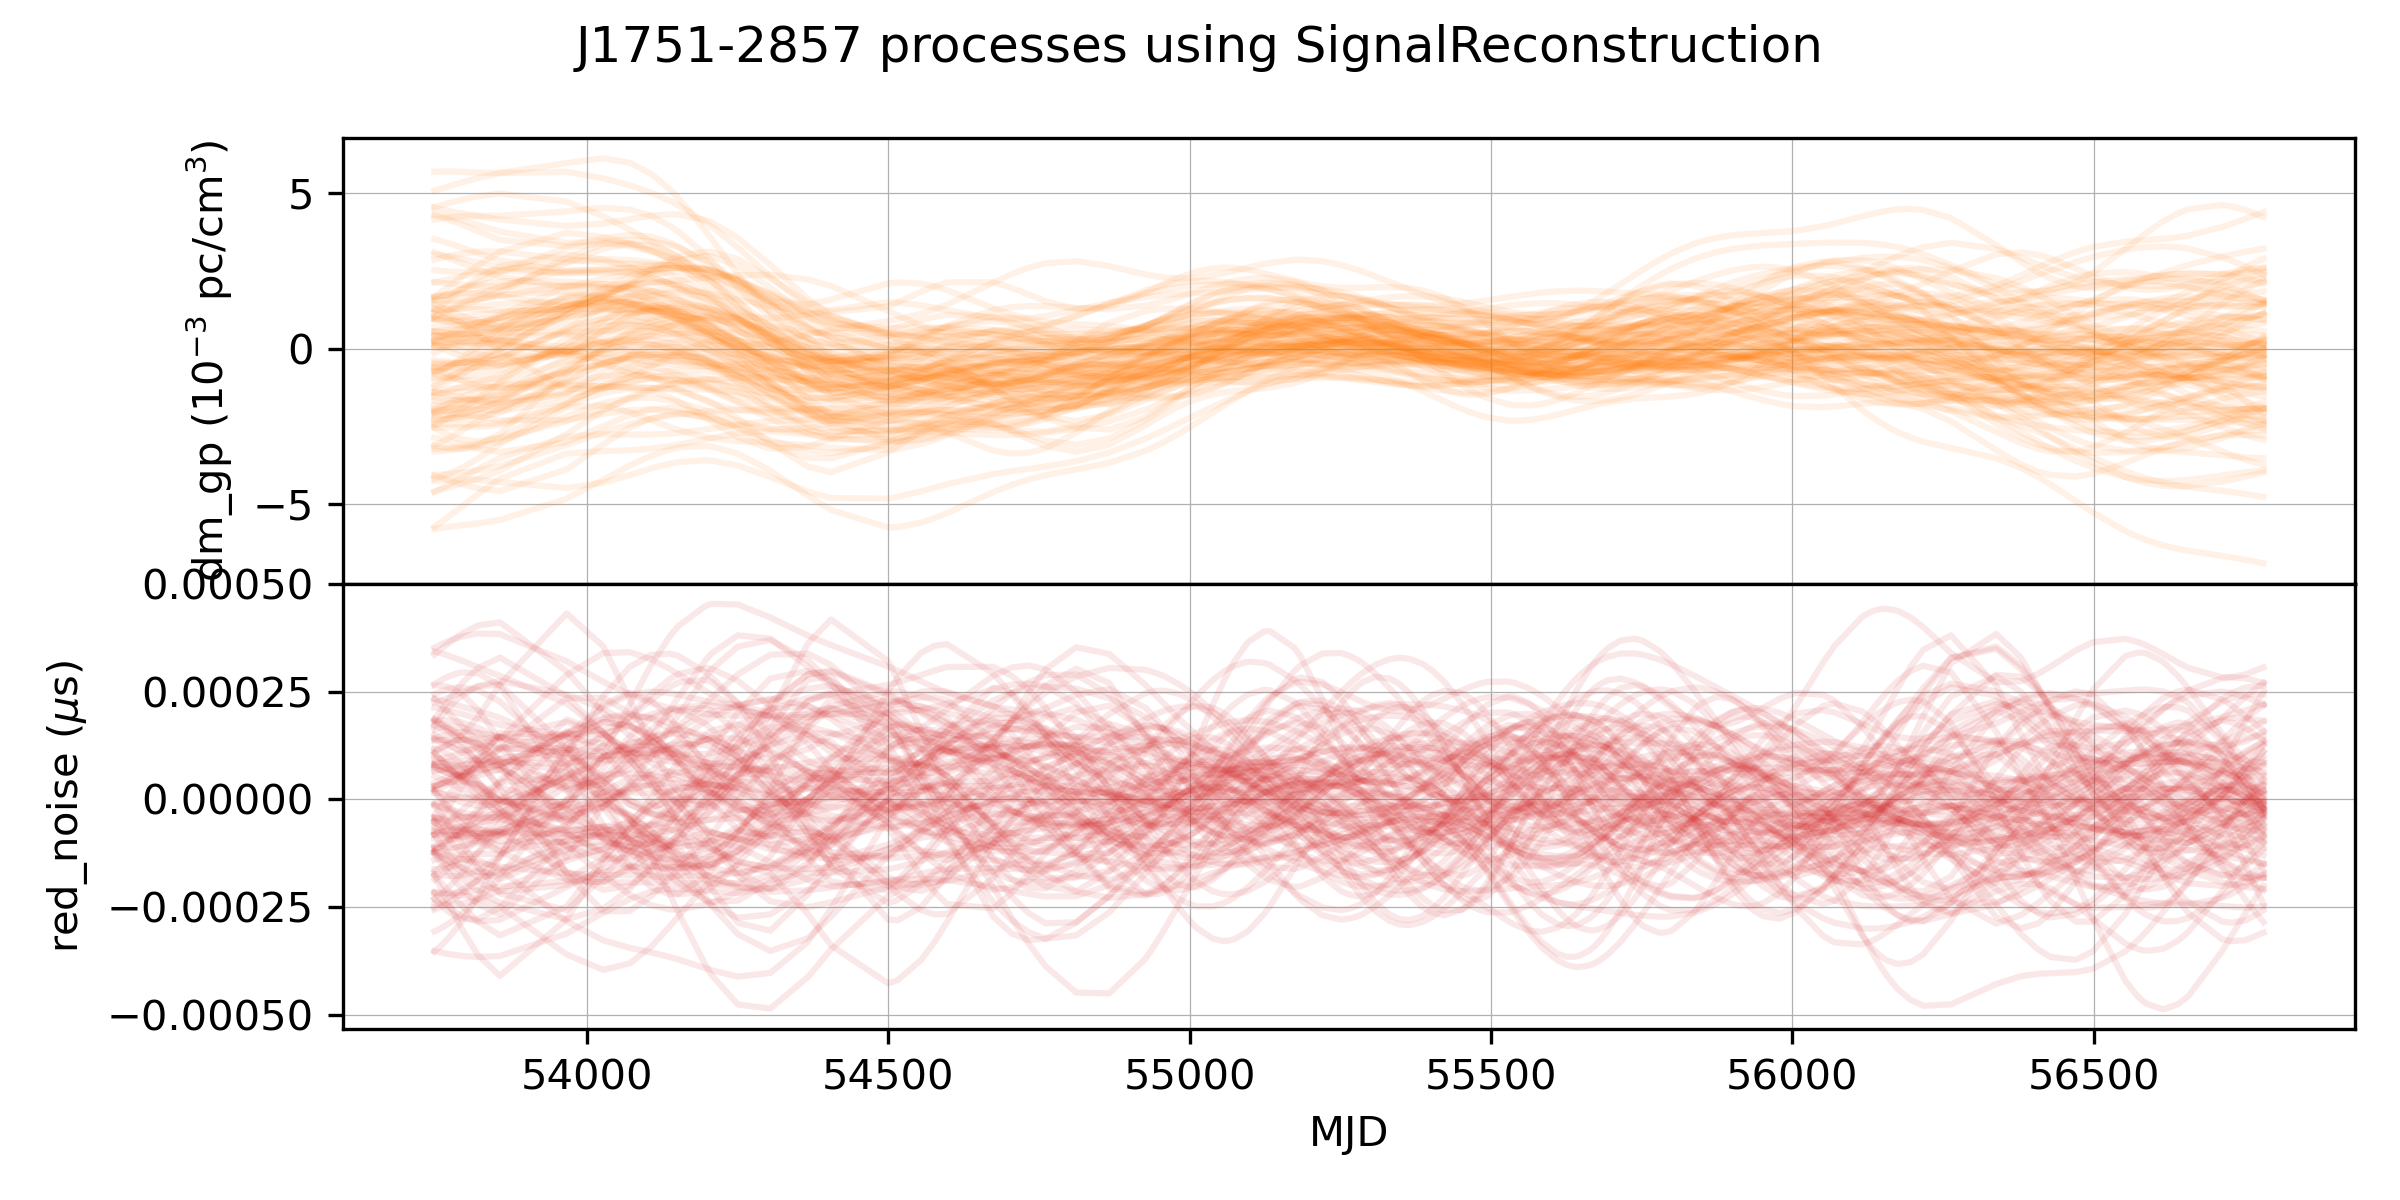 J1751-2857 processes using SignalReconstruction
dm_gp (10⁻³ pc/cm³)
5
0
−5
red_noise (μs)
0.00050
0.00025
0.00000
−0.00025
−0.00050
54000 54500 55000 55500 56000 56500
MJD